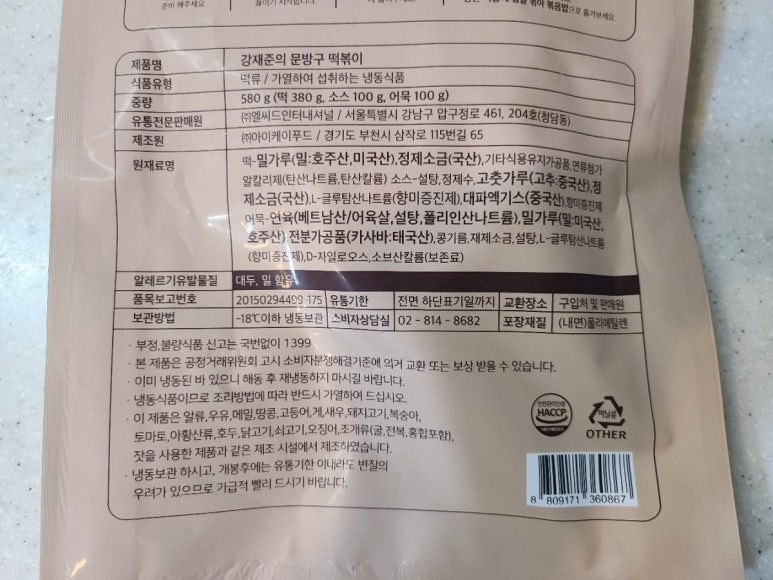 준비 해주세요.
제품명 강재준의 문방구 떡볶이
식품유형 떡류 / 가열하여 섭취하는 냉동식품
중량 580 g (떡 380 g, 소스 100 g, 어묵 100 g)
유통전문판매원 ㈜엘씨드인터내셔널 / 서울특별시 강남구 압구정로 461, 204호(청담동)
제조원 ㈜아이케이푸드 / 경기도 부천시 삼작로 115번길 65
원재료명 떡-밀가루(밀:호주산,미국산),정제소금(국산),기타식용유지가공품,면류첨가
알칼리제(탄산나트륨,탄산칼륨) 소스-설탕,정제수,고춧가루(고추:중국산),정
제소금(국산),L-글루탐산나트륨(향미증진제),대파엑기스(중국산),향미증진제
어묵-연육(베트남산/어육살,설탕,폴리인산나트륨),밀가루(밀:미국산,
호주산),전분가공품(카사바:태국산),콩기름,재제소금,설탕,L-글루탐산나트륨
(향미증진제),D-자일로오스,소브산칼륨(보존료)
알레르기유발물질 대두, 밀 함유
품목보고번호 20150294499-175 유통기한 전면 하단표기일까지 교환장소 구입처 및 판매원
보관방법 -18℃이하 냉동보관 소비자상담실 02 - 814 - 8682 포장재질 (내면)폴리에틸렌
· 부정,불량식품 신고는 국번없이 1399
· 본 제품은 공정거래위원회 고시 소비자분쟁해결기준에 의거 교환 또는 보상 받을 수 있습니다.
· 이미 냉동된 바 있으니 해동 후 재냉동하지 마시길 바랍니다.
· 냉동식품이므로 조리방법에 따라 반드시 가열하여 드십시오.
· 이 제품은 알류,우유,메밀,땅콩,고등어,게,새우,돼지고기,복숭아,
토마토,아황산류,호두,닭고기,쇠고기,오징어,조개류(굴,전복,홍합포함),
잣을 사용한 제품과 같은 제조 시설에서 제조하였습니다.
· 냉동보관 하시고, 개봉후에는 유통기한 이내라도 변질의
우려가 있으므로 가급적 빨리 드시기 바랍니다.
HACCP
비닐류
OTHER
8 809171 360867